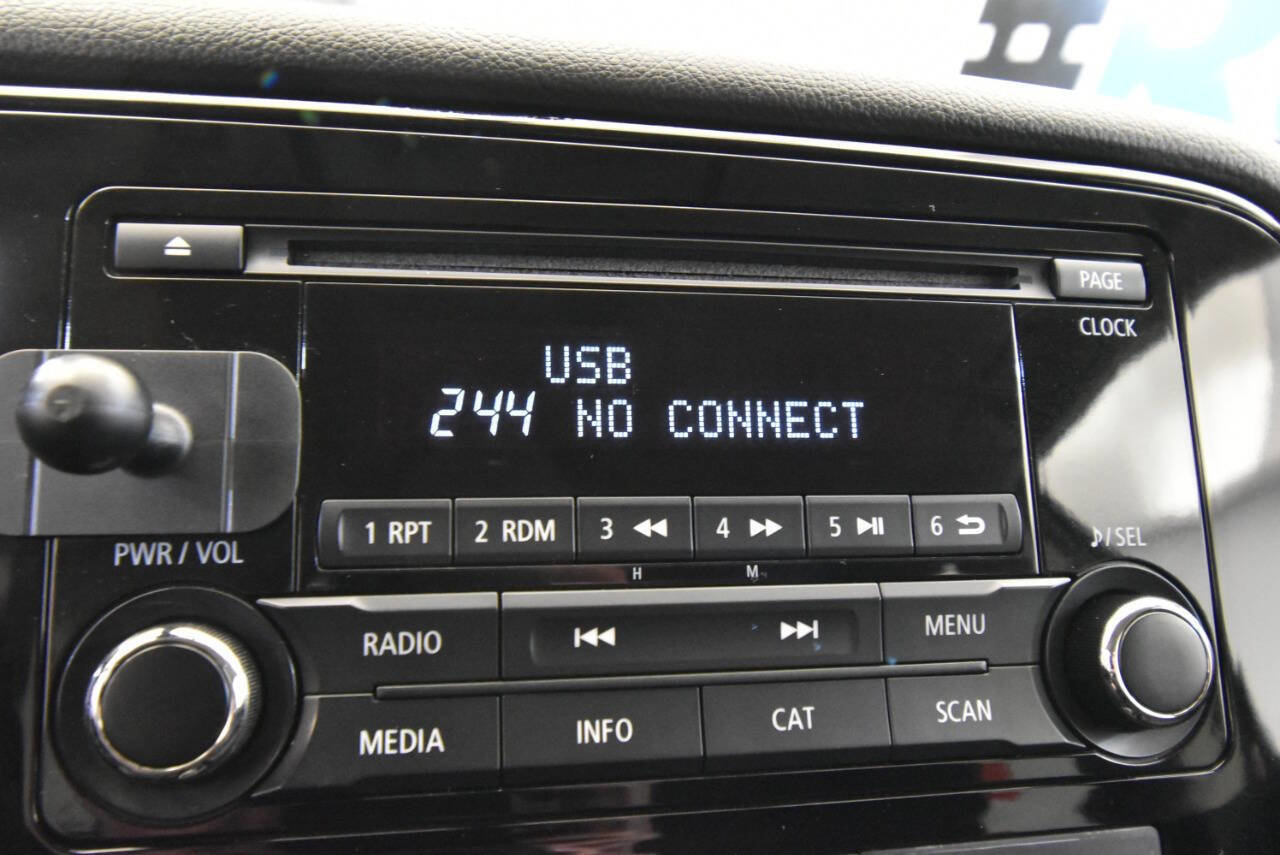 PAGE
CLOCK
USB
244 NO CONNECT
1 RPT 2 RDM 3 4 5 6
H M
PWR / VOL
♪/ SEL
RADIO
MENU
MEDIA INFO CAT SCAN